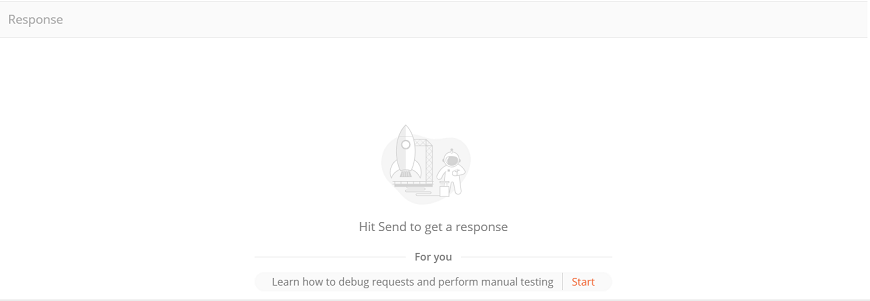 Response
Hit Send to get a response
For you
Learn how to debug requests and perform manual testing Start